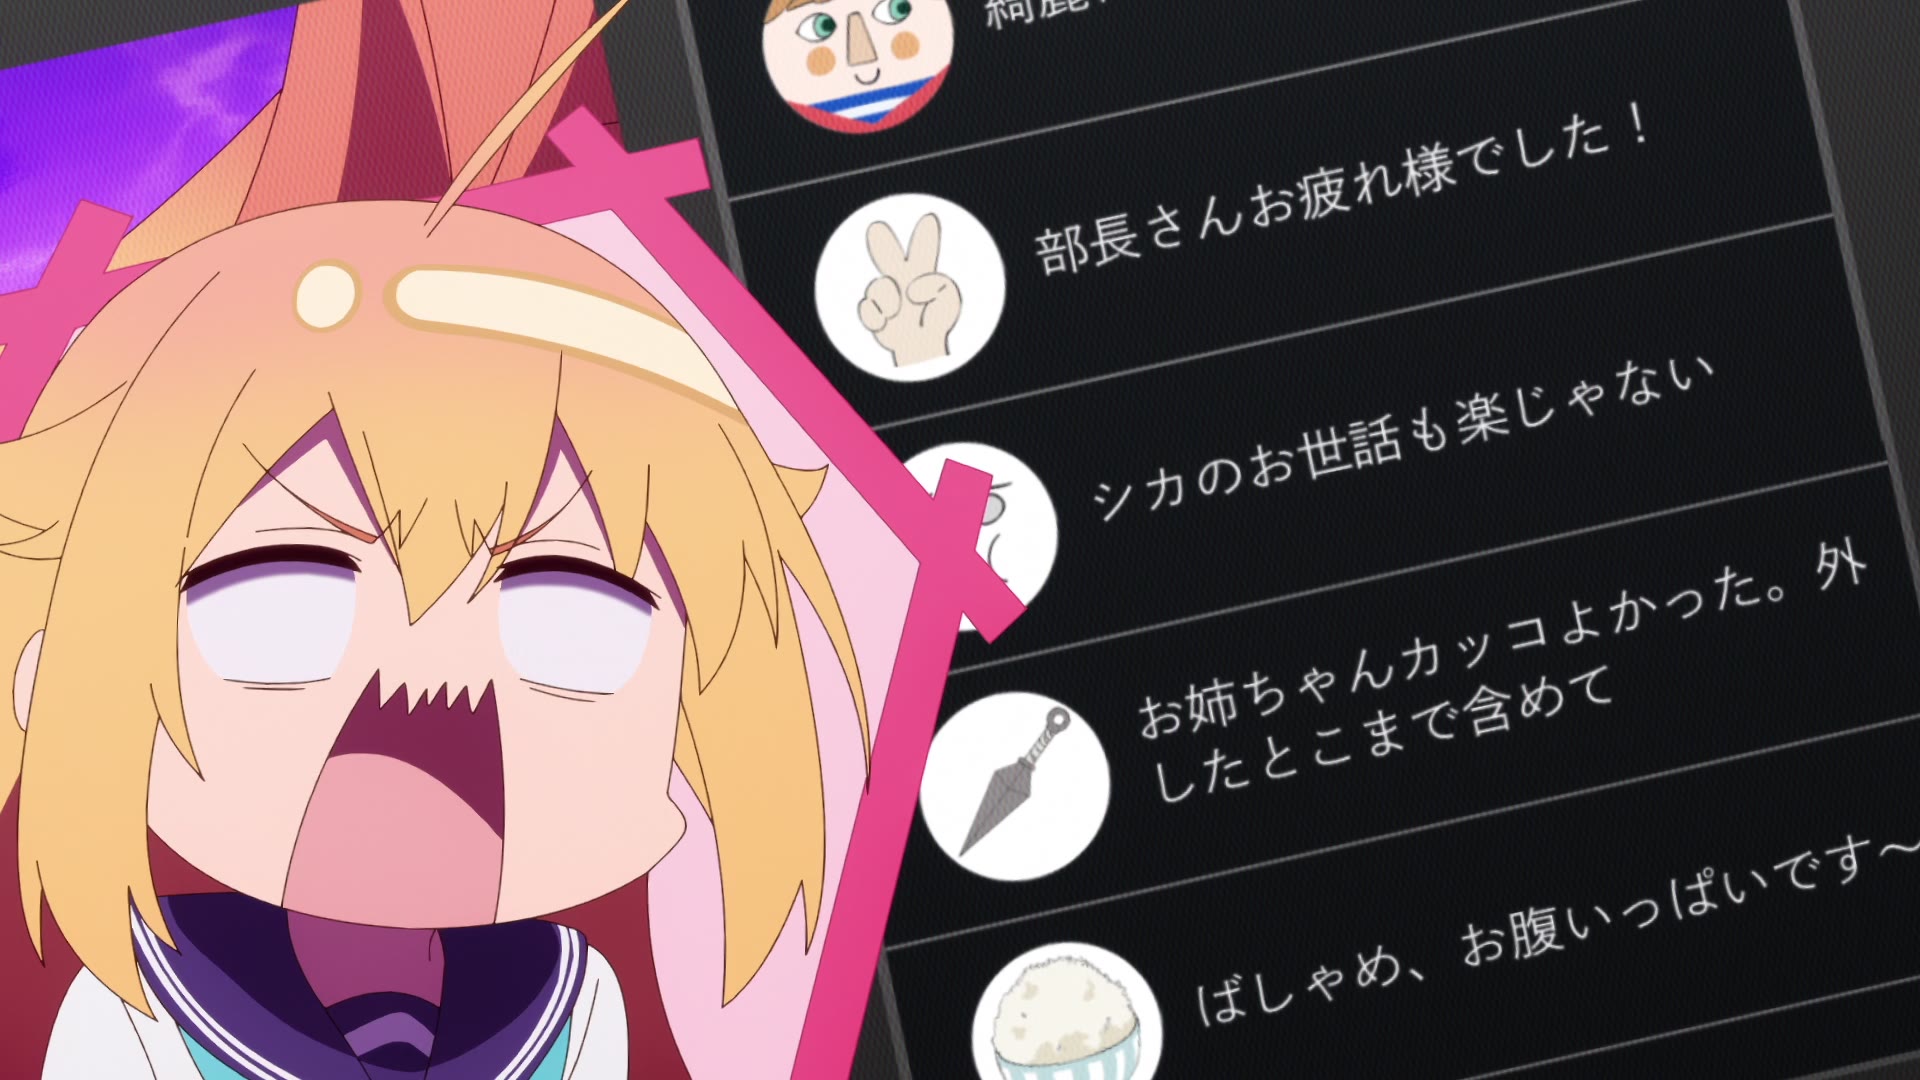 綺麗
部長さんお疲れ様でした！
シカのお世話も楽じゃない
お姉ちゃんカッコよかった。外
したとこまで含めて
ばしゃめ、お腹いっぱいです～